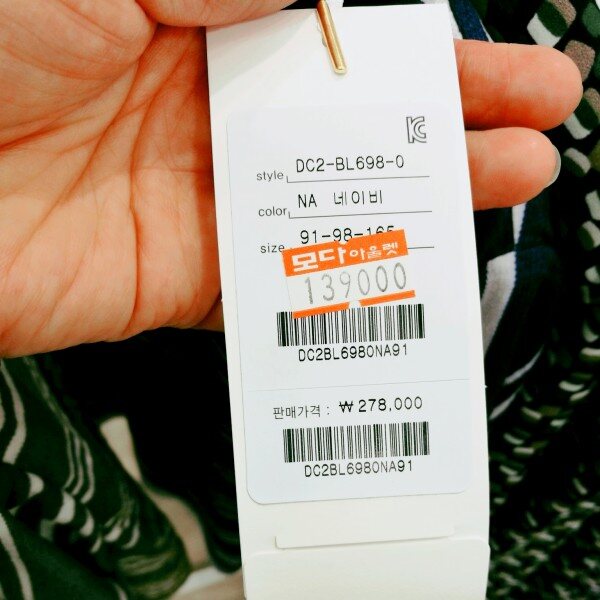 KC
style DC2-BL698-0
color NA 네이비
size 91-98-165
모다아울렛
139000
DC2BL6980NA91
판매가격 : ₩ 278,000
DC2BL6980NA91